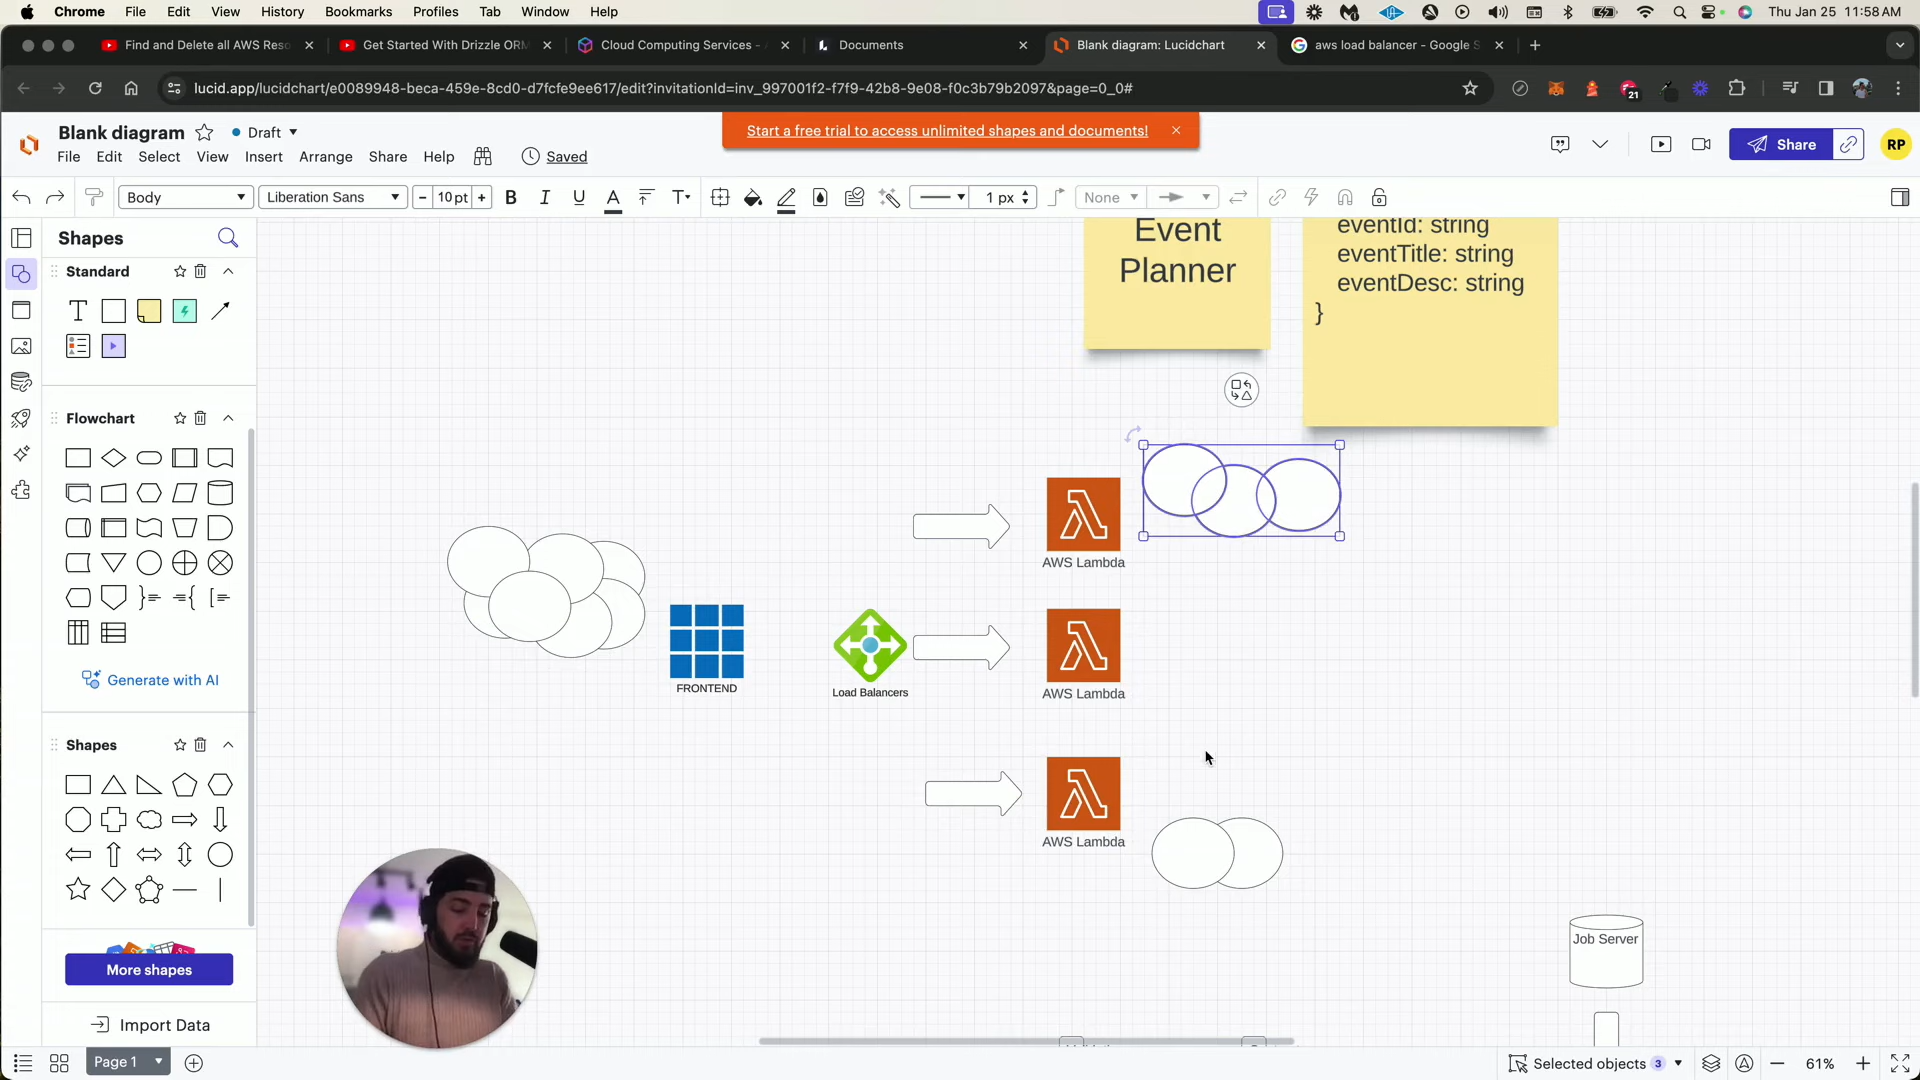 Chrome File Edit View History Bookmarks Profiles Tab Window Help
Thu Jan 25 11:58 AM
Find and Delete all AWS Reso
Get Started With Drizzle ORM
Cloud Computing Services -
Documents
Blank diagram: Lucidchart
aws load balancer - Google S
lucid.app/lucidchart/e0089948-beca-459e-8cd0-d7fcfe9ee617/edit?invitationId=inv_997001f2-f7f9-42b8-9e08-f0c3b79b2097&page=0_0#
21
Blank diagram
Draft
Start a free trial to access unlimited shapes and documents!
Share
RP
File Edit Select View Insert Arrange Share Help
Saved
Body
Liberation Sans
10 pt
B I U A T
1 px
None
Shapes
Standard
T
Flowchart
Generate with AI
Shapes
More shapes
Import Data
Event
Planner
eventId: string
eventTitle: string
eventDesc: string
}
AWS Lambda
FRONTEND
Load Balancers
AWS Lambda
AWS Lambda
Job Server
Page 1
Selected objects 3
61%